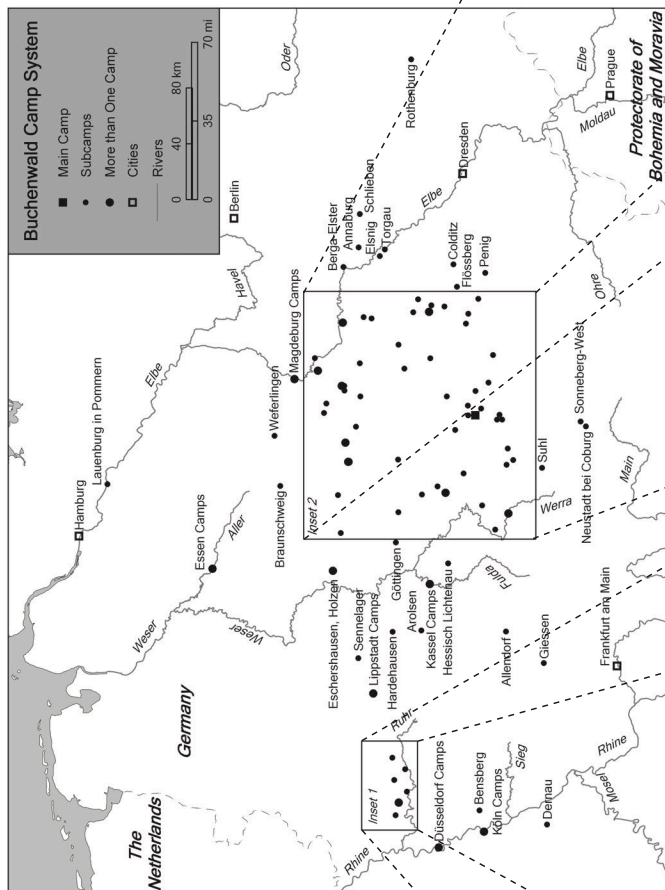 Buchenwald Camp System
Main Camp
Subcamps
More than One Camp
Cities
Rivers
0 40 80 km
0 35 70 mi
Oder
Berlin
Rothenburg
Elbe
Prague
Moldau
Protectorate of
Bohemia and Moravia
Dresden
Schlieben
Annaburg
Elsnig
Torgau
Berga-Elster
Elbe
Colditz
Flössberg
Penig
Ohre
Havel
Magdeburg Camps
Elbe
Hamburg
Lauenburg in Pommern
Weferlingen
Braunschweig
Inset 2
Suhl
Sonneberg-West
Neustadt bei Coburg
Main
Werra
Essen Camps
Aller
Weser
Weser
Eschershausen, Holzen
Sennelager
Lippstadt Camps
Hardehausen
Göttingen
Arolsen
Kassel Camps
Hessisch Lichtenau
Fulda
Allendorf
Giessen
Frankfurt am Main
Germany
The
Netherlands
Inset 1
Ruhr
Rhine
Düsseldorf Camps
Bensberg
Köln Camps
Sieg
Dernau
Rhine
Mosel